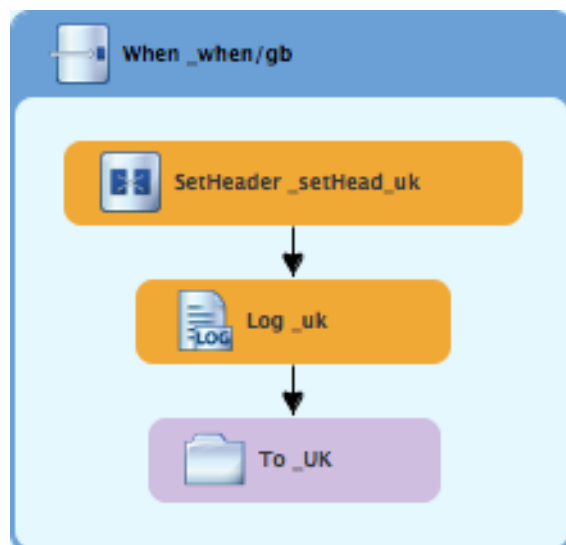 When _when/gb
SetHeader _setHead_uk
Log _uk
LOG
To _UK